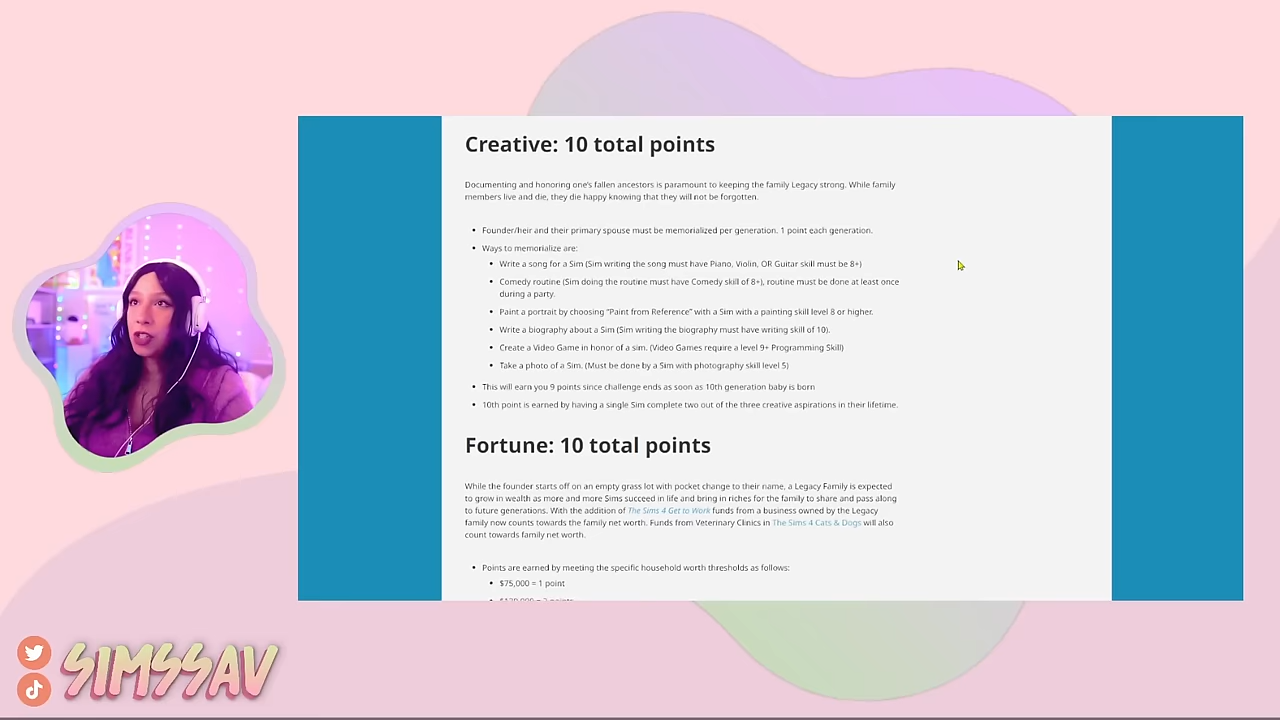 Creative: 10 total points
Documenting and honoring one's fallen ancestors is paramount to keeping the family Legacy strong. While family
members live and die, they die happy knowing that they will not be forgotten.
• Founder/heir and their primary spouse must be memorialized per generation. 1 point each generation.
• Ways to memorialize are:
• Write a song for a Sim (Sim writing the song must have Piano, Violin, OR Guitar skill must be 8+)
• Comedy routine (Sim doing the routine must have Comedy skill of 8+), routine must be done at least once
during a party.
• Paint a portrait by choosing "Paint from Reference" with a Sim with a painting skill level 8 or higher.
• Write a biography about a Sim (Sim writing the biography must have writing skill of 10).
• Create a Video Game in honor of a sim. (Video Games require a level 9+ Programming Skill)
• Take a photo of a Sim. (Must be done by a Sim with photography skill level 5)
• This will earn you 9 points since challenge ends as soon as 10th generation baby is born
• 10th point is earned by having a single Sim complete two out of the three creative aspirations in their lifetime.
Fortune: 10 total points
While the founder starts off on an empty grass lot with pocket change to their name, a Legacy Family is expected
to grow in wealth as more and more Sims succeed in life and bring in riches for the family to share and pass along
to future generations. With the addition of The Sims 4 Get to Work funds from a business owned by the Legacy
family now counts towards the family net worth. Funds from Veterinary Clinics in The Sims 4 Cats & Dogs will also
count towards family net worth.
• Points are earned by meeting the specific household worth thresholds as follows:
• $75,000 = 1 point
SIMSSAV